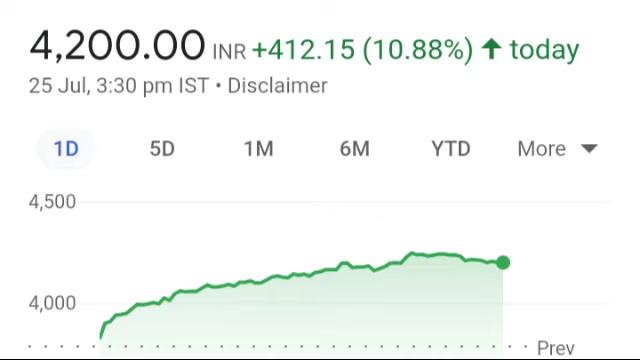 4,200.00 INR +412.15 (10.88%) ↑ today
25 Jul, 3:30 pm IST • Disclaimer
1D 5D 1M 6M YTD More
4,500
4,000
Prev